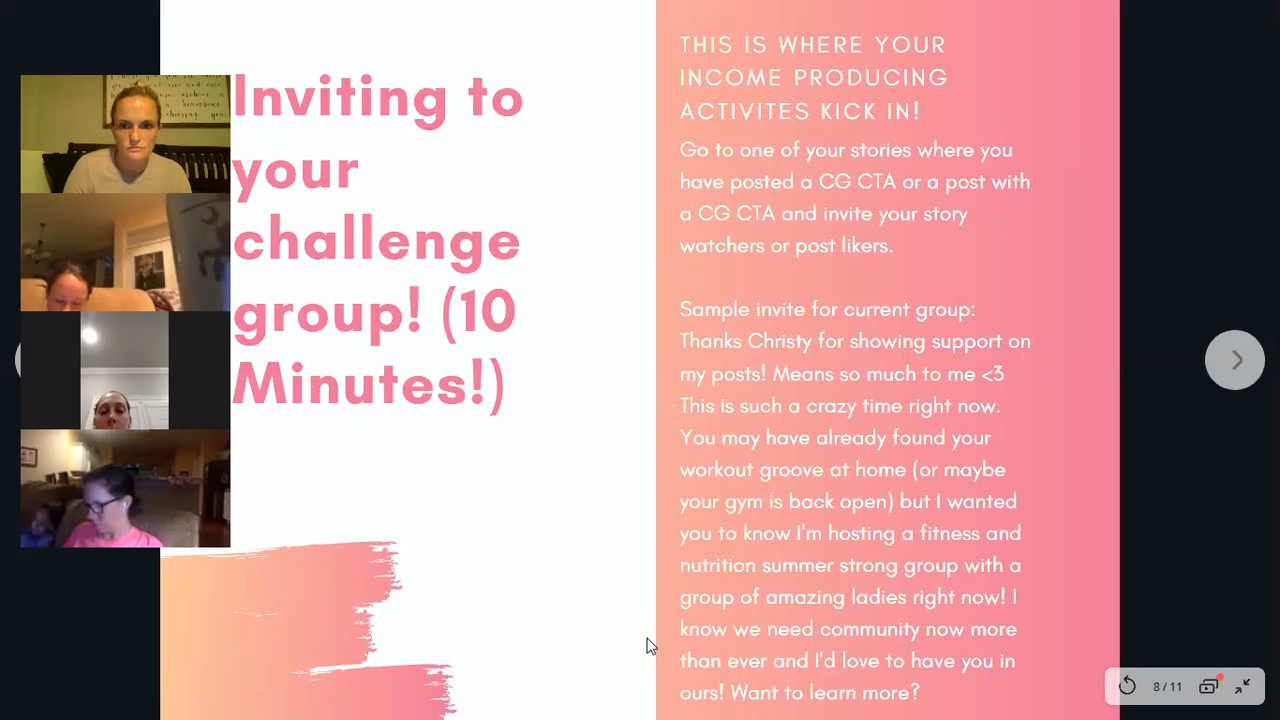 Inviting to
your
challenge
group! (10
Minutes!)
THIS IS WHERE YOUR
INCOME PRODUCING
ACTIVITES KICK IN!
Go to one of your stories where you
have posted a CG CTA or a post with
a CG CTA and invite your story
watchers or post likers.
Sample invite for current group:
Thanks Christy for showing support on
my posts! Means so much to me <3
This is such a crazy time right now.
You may have already found your
workout groove at home (or maybe
your gym is back open) but I wanted
you to know I'm hosting a fitness and
nutrition summer strong group with a
group of amazing ladies right now! I
know we need community now more
than ever and I'd love to have you in
ours! Want to learn more?
8 / 11